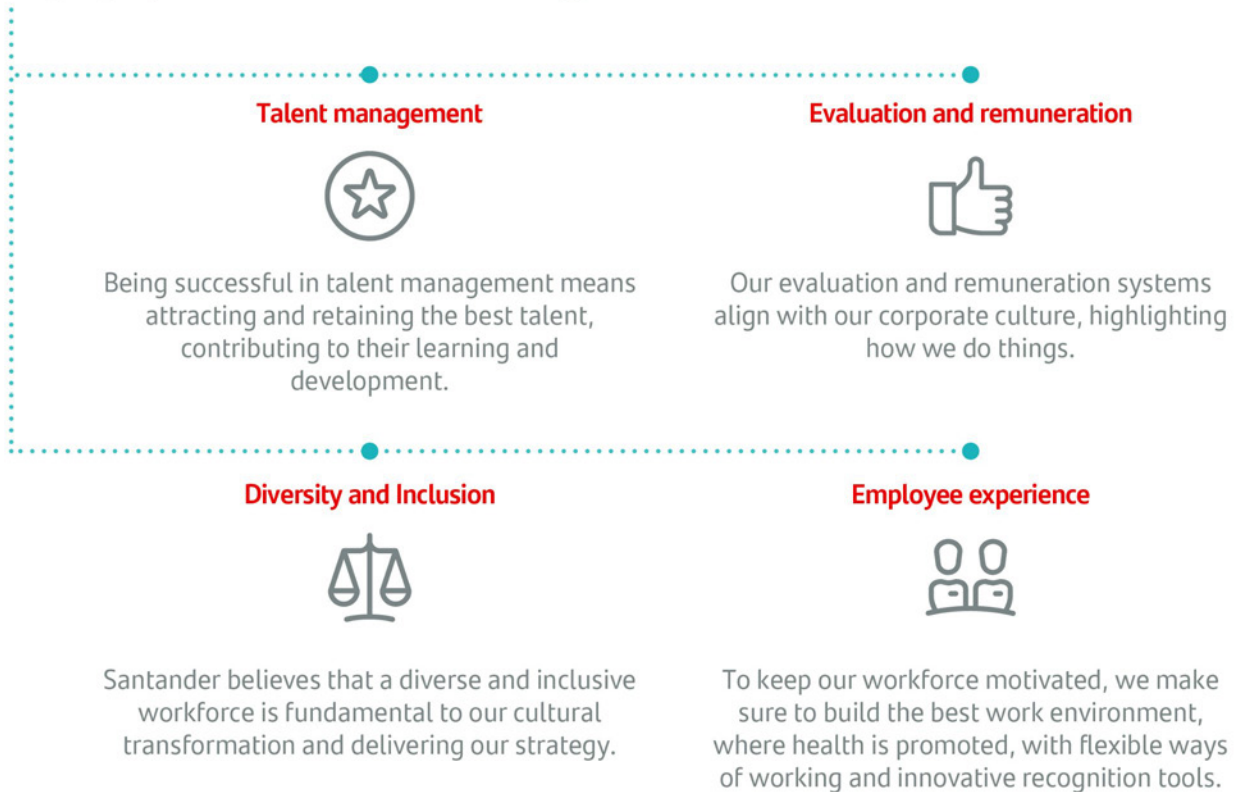 Talent management
Being successful in talent management means
attracting and retaining the best talent,
contributing to their learning and
development.
Evaluation and remuneration
Our evaluation and remuneration systems
align with our corporate culture, highlighting
how we do things.
Diversity and Inclusion
Santander believes that a diverse and inclusive
workforce is fundamental to our cultural
transformation and delivering our strategy.
Employee experience
To keep our workforce motivated, we make
sure to build the best work environment,
where health is promoted, with flexible ways
of working and innovative recognition tools.